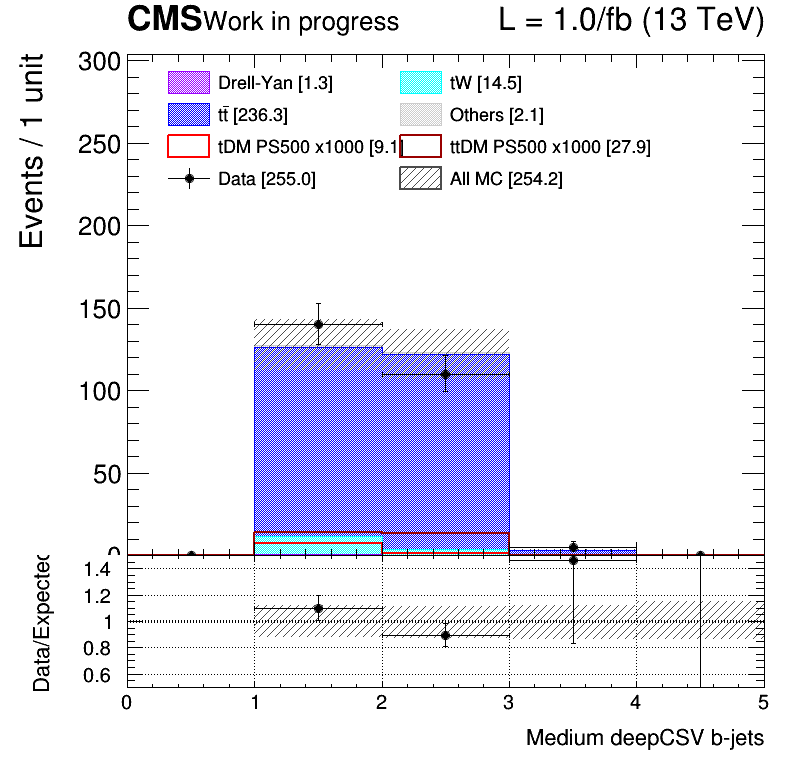 CMS Work in progress L = 1.0/fb (13 TeV)
Events / 1 unit
300
250
200
150
100
50
0
Drell-Yan [1.3] tW [14.5]
tt̄ [236.3] Others [2.1]
tDM PS500 x1000 [9.1] ttDM PS500 x1000 [27.9]
Data [255.0] All MC [254.2]
Data/Expected
1.4
1.2
1
0.8
0.6
0 1 2 3 4 5
Medium deepCSV b-jets